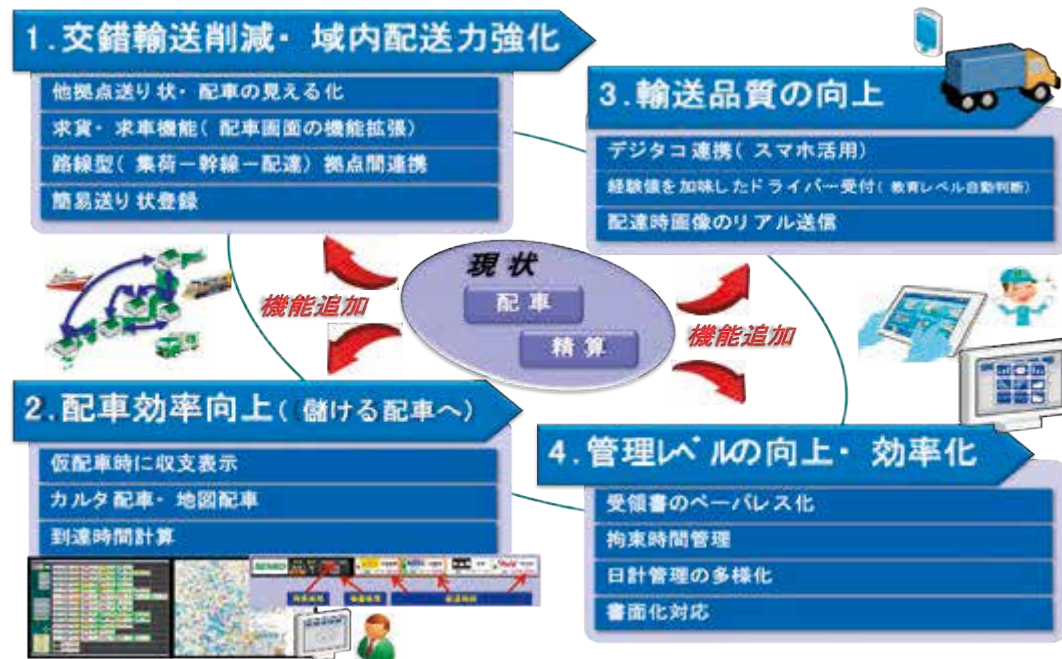 1.交錯輸送削減・域内配送力強化
他拠点送り状・配車の見える化
求貨・求車機能(配車画面の機能拡張)
路線型(集荷－幹線－配達)拠点間連携
簡易送り状登録
3.輸送品質の向上
デジタコ連携(スマホ活用)
経験値を加味したドライバー受付(教育レベル自動判断)
配達時画像のリアル送信
現状
配車
精算
機能追加
機能追加
2.配車効率向上(儲ける配車へ)
仮配車時に収支表示
カルタ配車・地図配車
到達時間計算
SENKO
4.管理レベルの向上・効率化
受領書のペーパレス化
拘束時間管理
日計管理の多様化
書面化対応